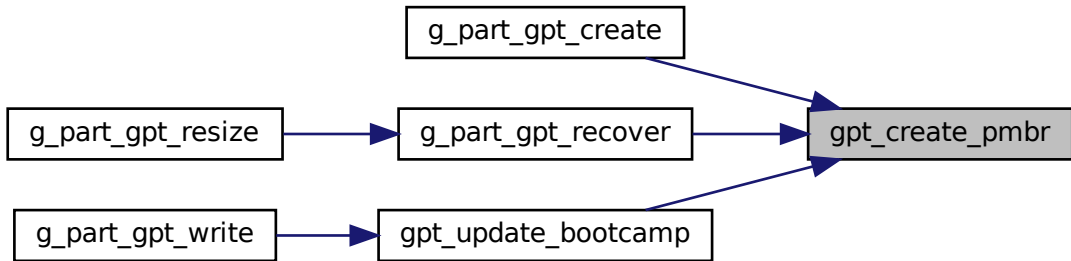 g_part_gpt_create
g_part_gpt_resize
g_part_gpt_recover
gpt_create_pmbr
g_part_gpt_write
gpt_update_bootcamp